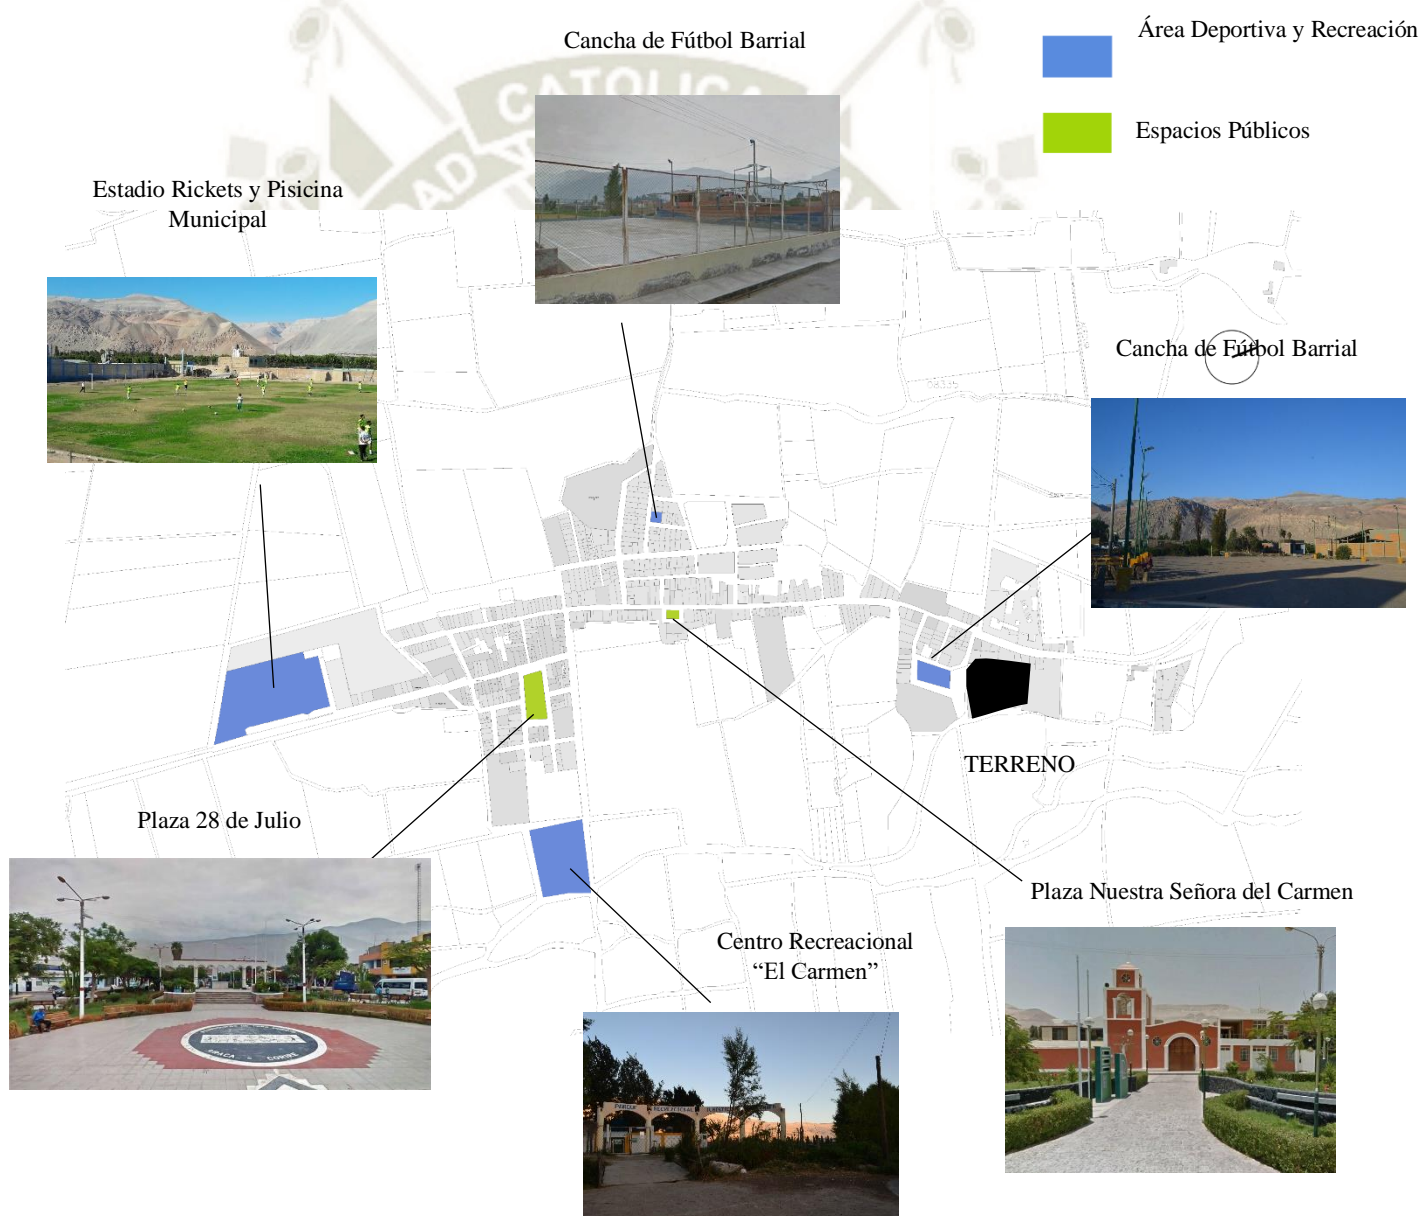 Área Deportiva y Recreación
Cancha de Fútbol Barrial
Espacios Públicos
CATOLICA
Estadio Rickets y Pisicina
Municipal
Cancha de Fútbol Barrial
TERRENO
Plaza 28 de Julio
Plaza Nuestra Señora del Carmen
Centro Recreacional
“El Carmen”